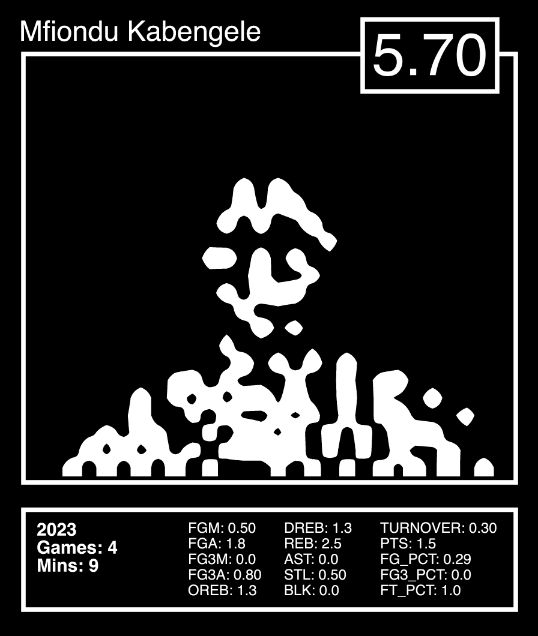 Mfiondu Kabengele
5.70
2023
Games: 4
Mins: 9
FGM: 0.50
FGA: 1.8
FG3M: 0.0
FG3A: 0.80
OREB: 1.3
DREB: 1.3
REB: 2.5
AST: 0.0
STL: 0.50
BLK: 0.0
TURNOVER: 0.30
PTS: 1.5
FG_PCT: 0.29
FG3_PCT: 0.0
FT_PCT: 1.0